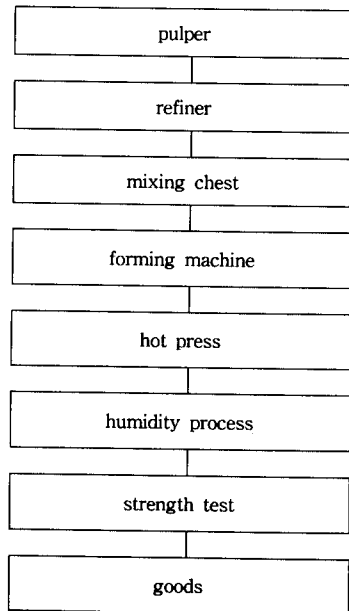 pulper
refiner
mixing chest
forming machine
hot press
humidity process
strength test
goods